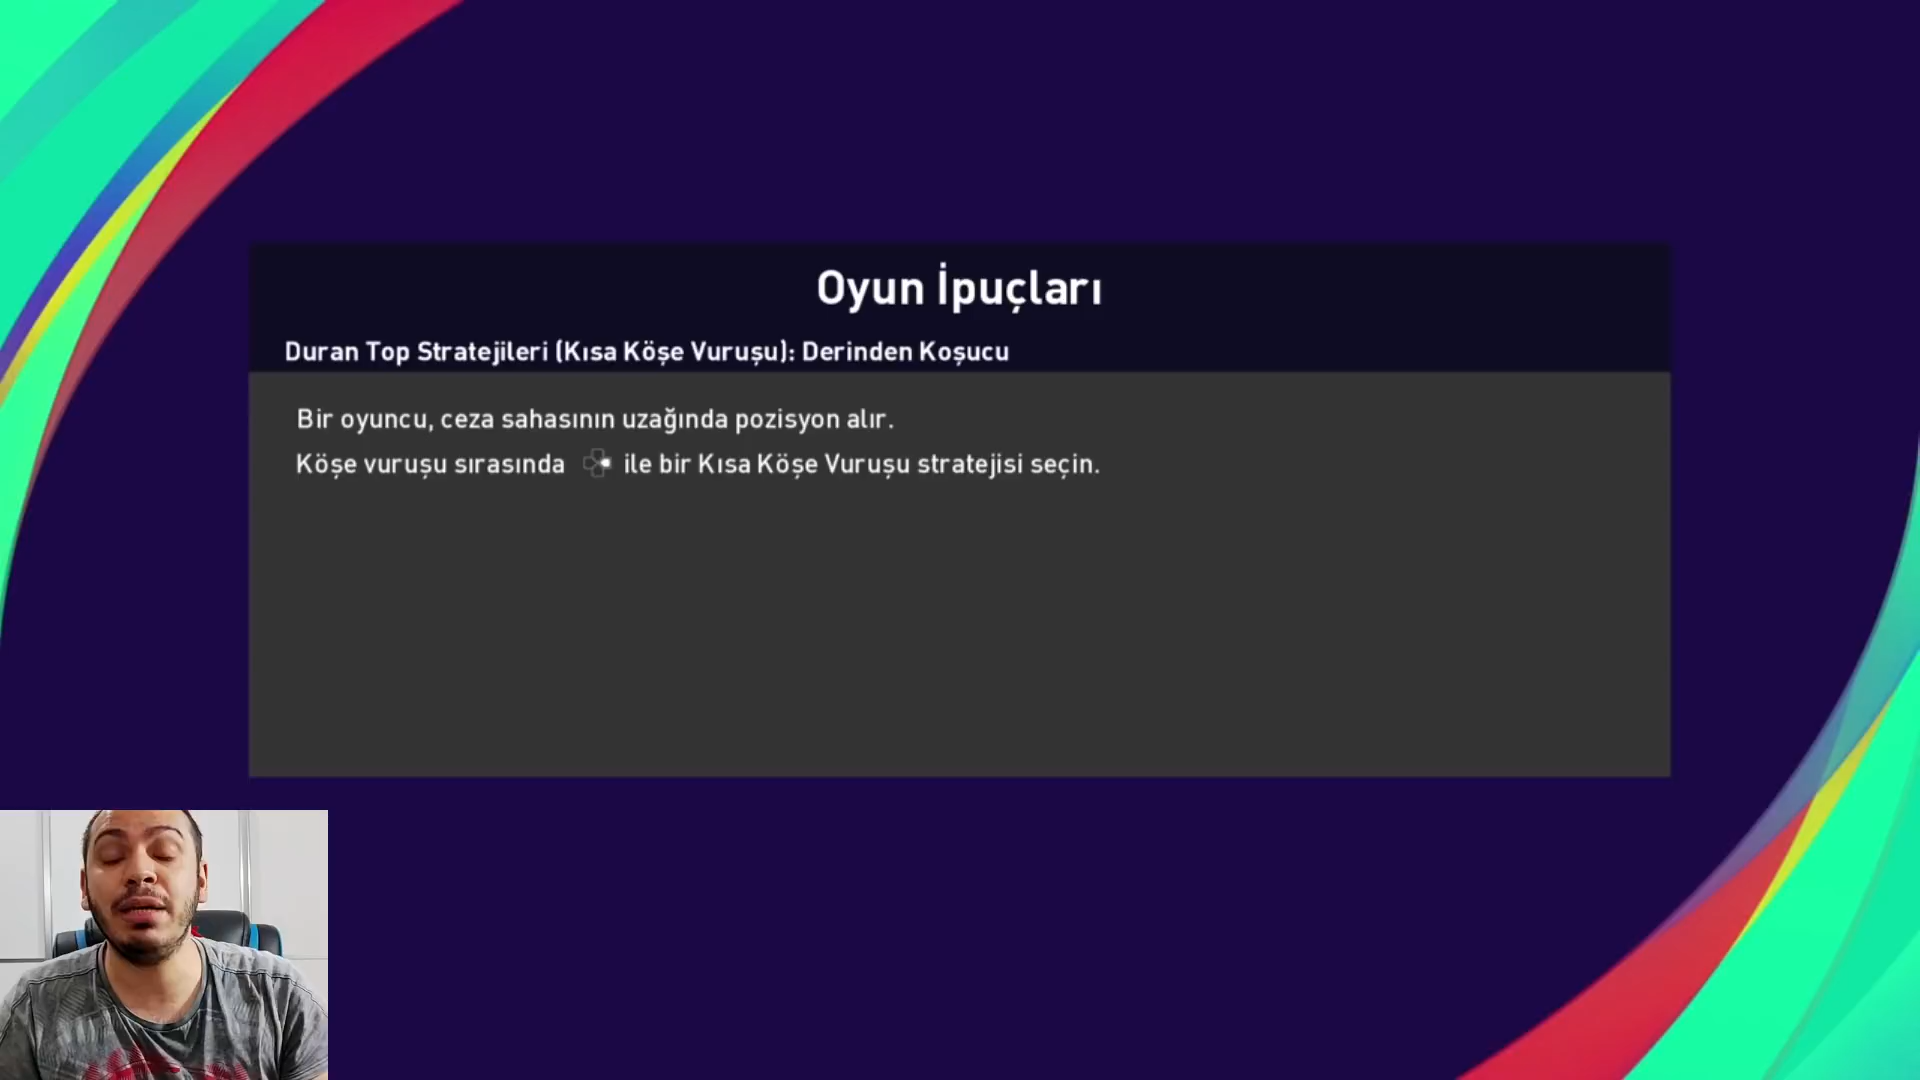 Oyun İpuçları
Duran Top Stratejileri (Kısa Köşe Vuruşu): Derinden Koşucu
Bir oyuncu, ceza sahasının uzağında pozisyon alır.
Köşe vuruşu sırasında ile bir Kısa Köşe Vuruşu stratejisi seçin.